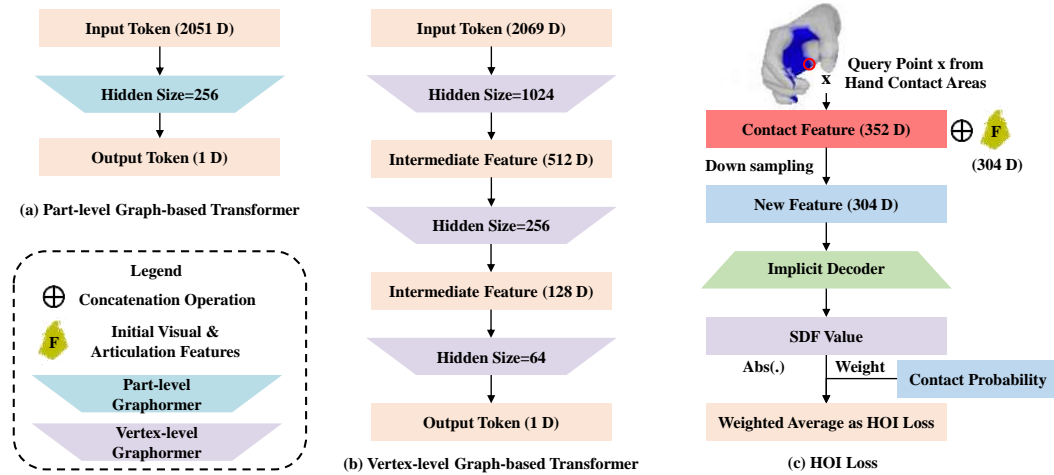 Input Token (2051 D)
Hidden Size=256
Output Token (1 D)
(a) Part-level Graph-based Transformer
Legend
Concatenation Operation
F
Initial Visual &
Articulation Features
Part-level
Graphormer
Vertex-level
Graphormer
Input Token (2069 D)
Hidden Size=1024
Intermediate Feature (512 D)
Hidden Size=256
Intermediate Feature (128 D)
Hidden Size=64
Output Token (1 D)
(b) Vertex-level Graph-based Transformer
x
Query Point x from
Hand Contact Areas
Contact Feature (352 D)
F
(304 D)
Down sampling
New Feature (304 D)
Implicit Decoder
SDF Value
Abs(.)
Weight
Contact Probability
Weighted Average as HOI Loss
(c) HOI Loss